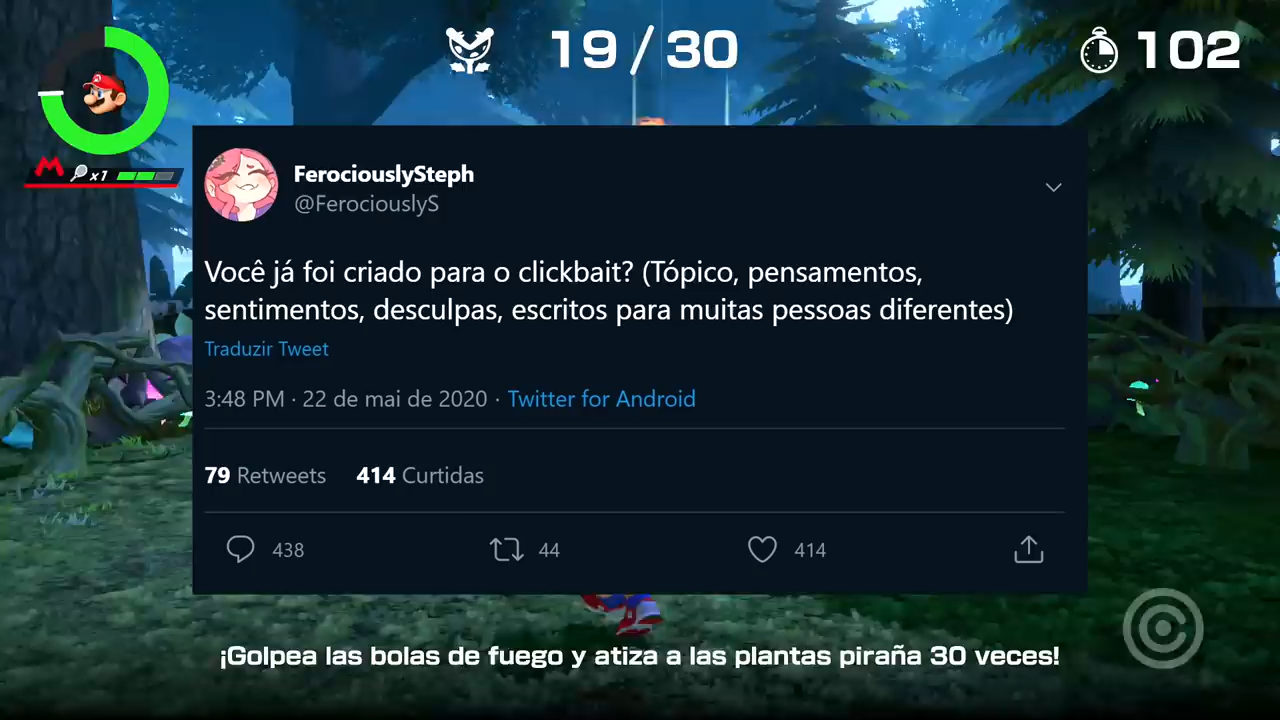 19/30
102
x1
FerociouslySteph
@FerociouslyS
Você já foi criado para o clickbait? (Tópico, pensamentos,
sentimentos, desculpas, escritos para muitas pessoas diferentes)
Traduzir Tweet
3:48 PM · 22 de mai de 2020 · Twitter for Android
79 Retweets 414 Curtidas
438 44 414
¡Golpea las bolas de fuego y atiza a las plantas piraña 30 veces!